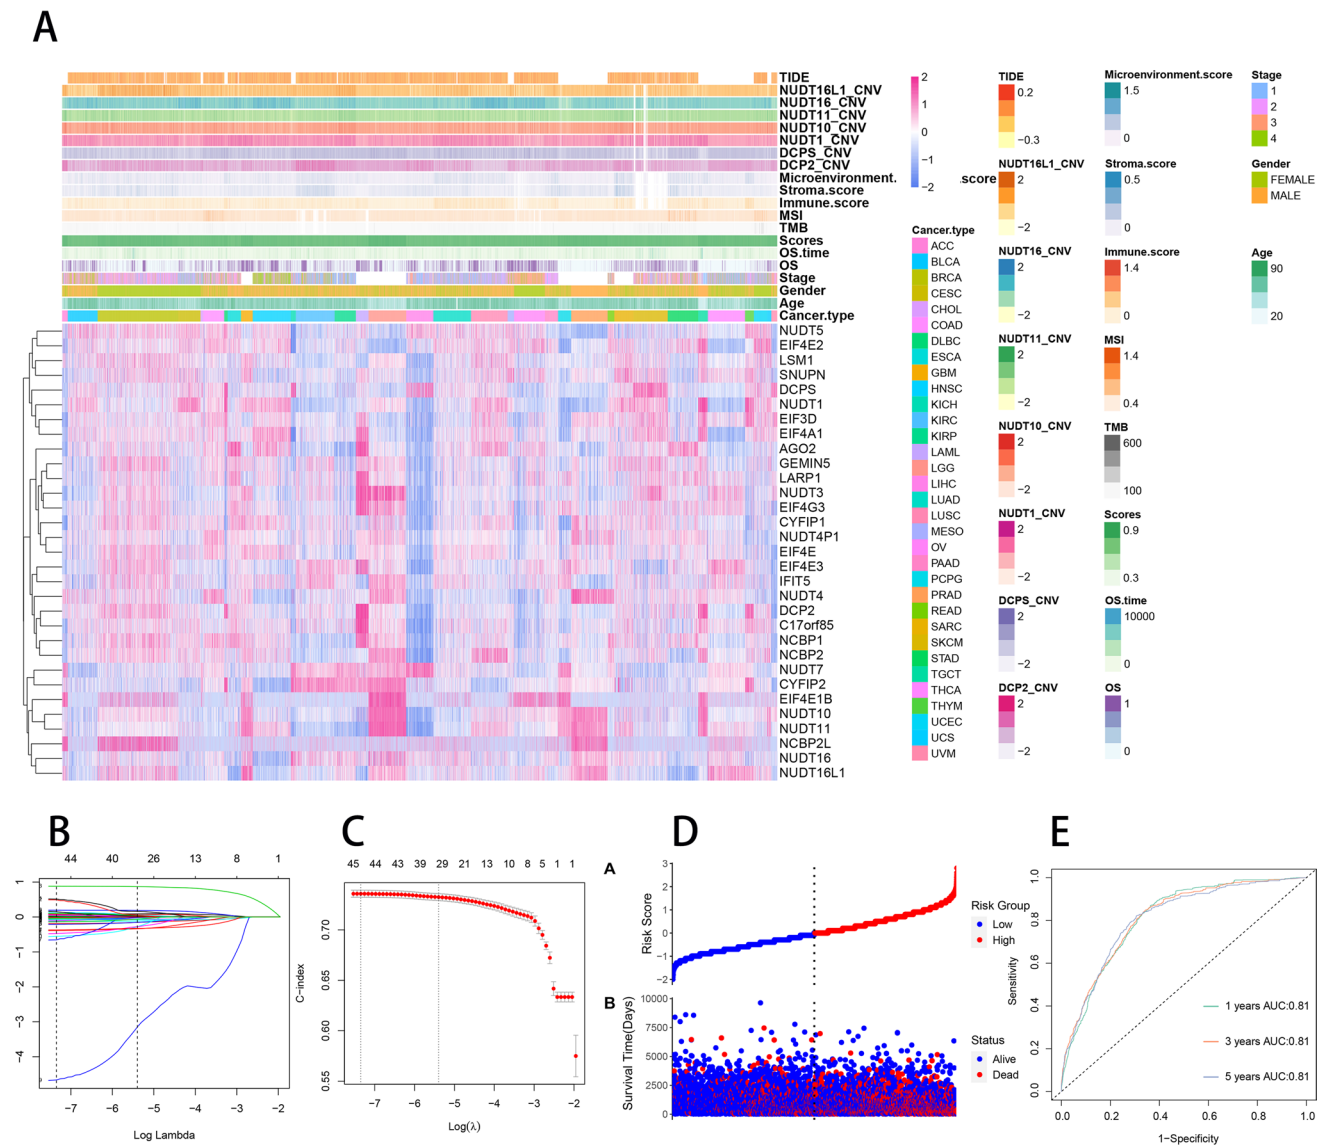 A
TIDE
NUDT16L1_CNV
NUDT16_CNV
NUDT11_CNV
NUDT10_CNV
NUDT1_CNV
DCPS_CNV
DCP2_CNV
Microenvironment.
.score
Stroma.score
Immune.score
MSI
TMB
Scores
OS.time
OS
Stage
Gender
Age
Cancer.type
NUDT5
EIF4E2
LSM1
SNUPN
DCPS
NUDT1
EIF3D
EIF4A1
AGO2
GEMIN5
LARP1
NUDT3
EIF4G3
CYFIP1
NUDT4P1
EIF4E
EIF4E3
IFIT5
NUDT4
DCP2
C17orf85
NCBP1
NCBP2
NUDT7
CYFIP2
EIF4E1B
NUDT10
NUDT11
NCBP2L
NUDT16
NUDT16L1
2
1
0
−1
−2
Cancer.type
ACC
BLCA
BRCA
CESC
CHOL
COAD
DLBC
ESCA
GBM
HNSC
KICH
KIRC
KIRP
LAML
LGG
LIHC
LUAD
LUSC
MESO
OV
PAAD
PCPG
PRAD
READ
SARC
SKCM
STAD
TGCT
THCA
THYM
UCEC
UCS
UVM
TIDE
0.2
−0.3
NUDT16L1_CNV
2
−2
NUDT16_CNV
2
−2
NUDT11_CNV
2
−2
NUDT10_CNV
2
−2
NUDT1_CNV
2
−2
DCPS_CNV
2
−2
DCP2_CNV
2
−2
Microenvironment.score
1.5
0
Stroma.score
0.5
0
Immune.score
1.4
0
MSI
1.4
0.4
TMB
600
100
Scores
0.9
0.3
OS.time
10000
0
OS
1
0
Stage
1
2
3
4
Gender
FEMALE
MALE
Age
90
20
B
44 40 26 13 8 1
1
0
−1
−2
−3
−4
−7 −6 −5 −4 −3 −2
Log Lambda
C
45 44 43 39 29 21 13 10 8 5 1 1
C−index
0.70
0.65
0.60
0.55
−7 −6 −5 −4 −3 −2
Log(λ)
D
A
Risk Score
3
2
1
0
−1
−2
Risk Group
Low
High
B
Survival Time(Days)
10000
7500
5000
2500
0
Status
Alive
Dead
E
Sensitivity
1.0
0.8
0.6
0.4
0.2
0.0
1 years AUC:0.81
3 years AUC:0.81
5 years AUC:0.81
0.0 0.2 0.4 0.6 0.8 1.0
1−Specificity